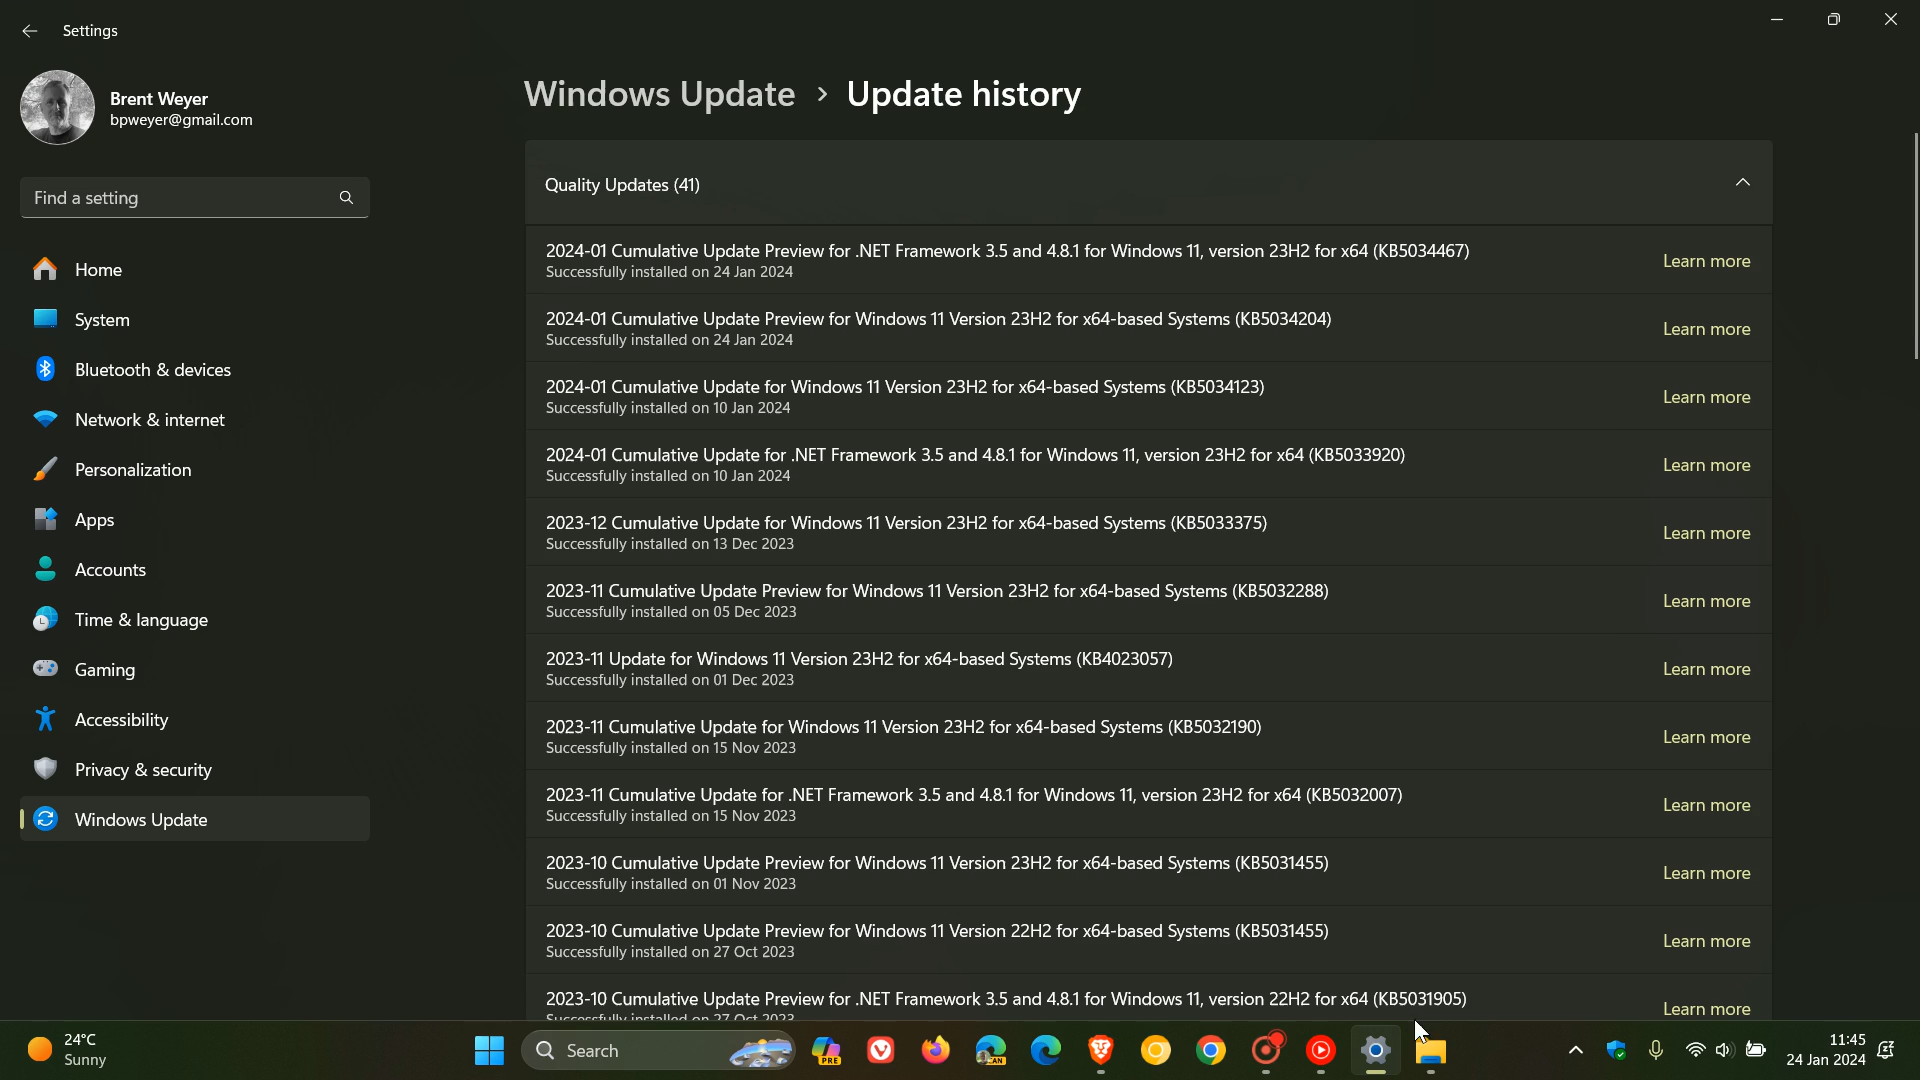 Settings
Brent Weyer
bpweyer@gmail.com
Find a setting
Home
System
Bluetooth & devices
Network & internet
Personalization
Apps
Accounts
Time & language
Gaming
Accessibility
Privacy & security
Windows Update
Windows Update > Update history
Quality Updates (41)
2024-01 Cumulative Update Preview for .NET Framework 3.5 and 4.8.1 for Windows 11, version 23H2 for x64 (KB5034467)
Successfully installed on 24 Jan 2024
Learn more
2024-01 Cumulative Update Preview for Windows 11 Version 23H2 for x64-based Systems (KB5034204)
Successfully installed on 24 Jan 2024
Learn more
2024-01 Cumulative Update for Windows 11 Version 23H2 for x64-based Systems (KB5034123)
Successfully installed on 10 Jan 2024
Learn more
2024-01 Cumulative Update for .NET Framework 3.5 and 4.8.1 for Windows 11, version 23H2 for x64 (KB5033920)
Successfully installed on 10 Jan 2024
Learn more
2023-12 Cumulative Update for Windows 11 Version 23H2 for x64-based Systems (KB5033375)
Successfully installed on 13 Dec 2023
Learn more
2023-11 Cumulative Update Preview for Windows 11 Version 23H2 for x64-based Systems (KB5032288)
Successfully installed on 05 Dec 2023
Learn more
2023-11 Update for Windows 11 Version 23H2 for x64-based Systems (KB4023057)
Successfully installed on 01 Dec 2023
Learn more
2023-11 Cumulative Update for Windows 11 Version 23H2 for x64-based Systems (KB5032190)
Successfully installed on 15 Nov 2023
Learn more
2023-11 Cumulative Update for .NET Framework 3.5 and 4.8.1 for Windows 11, version 23H2 for x64 (KB5032007)
Successfully installed on 15 Nov 2023
Learn more
2023-10 Cumulative Update Preview for Windows 11 Version 23H2 for x64-based Systems (KB5031455)
Successfully installed on 01 Nov 2023
Learn more
2023-10 Cumulative Update Preview for Windows 11 Version 22H2 for x64-based Systems (KB5031455)
Successfully installed on 27 Oct 2023
Learn more
2023-10 Cumulative Update Preview for .NET Framework 3.5 and 4.8.1 for Windows 11, version 22H2 for x64 (KB5031905)
Successfully installed on 27 Oct 2023
Learn more
24°C
Sunny
Search
PRE
CAN
11:45
24 Jan 2024